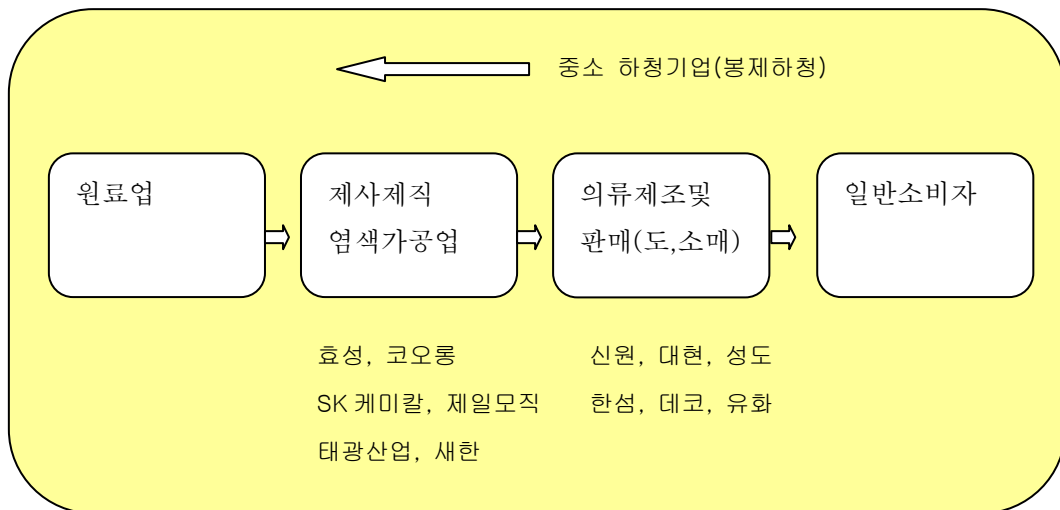 중소 하청기업(봉제하청)
원료업
제사제직
염색가공업
의류제조및
판매(도,소매)
일반소비자
효성, 코오롱
SK케미칼, 제일모직
태광산업, 새한
신원, 대현, 성도
한섬, 데코, 유화